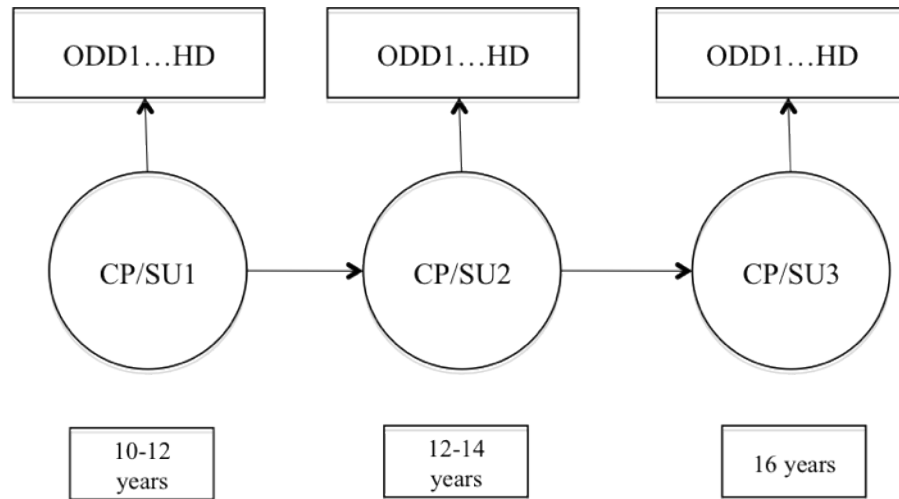 ODD1…HD
ODD1…HD
ODD1…HD
CP/SU1
CP/SU2
CP/SU3
10-12
years
12-14
years
16 years